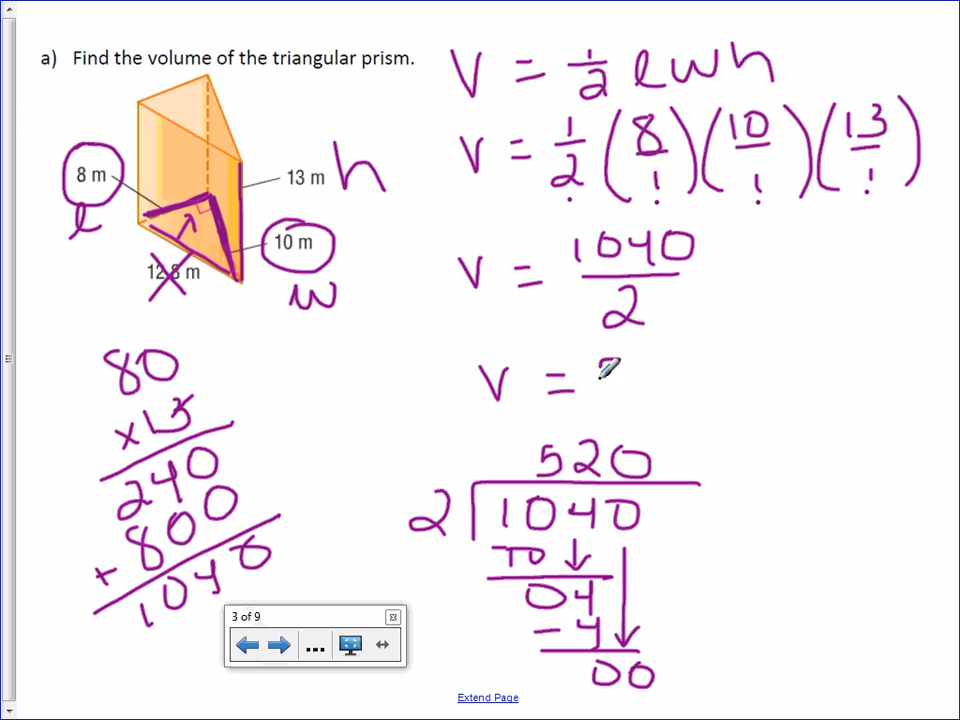 a) Find the volume of the triangular prism.
8 m
l
13 m
h
10 m
w
12.8 m
V = 1/2 l w h
V = 1/2 (8/1) (10/1) (13/1)
V = 1040/2
V =
80
x 13
240
+ 800
1040
520
2 1040
10
04
- 4
00
3 of 9
...
Extend Page